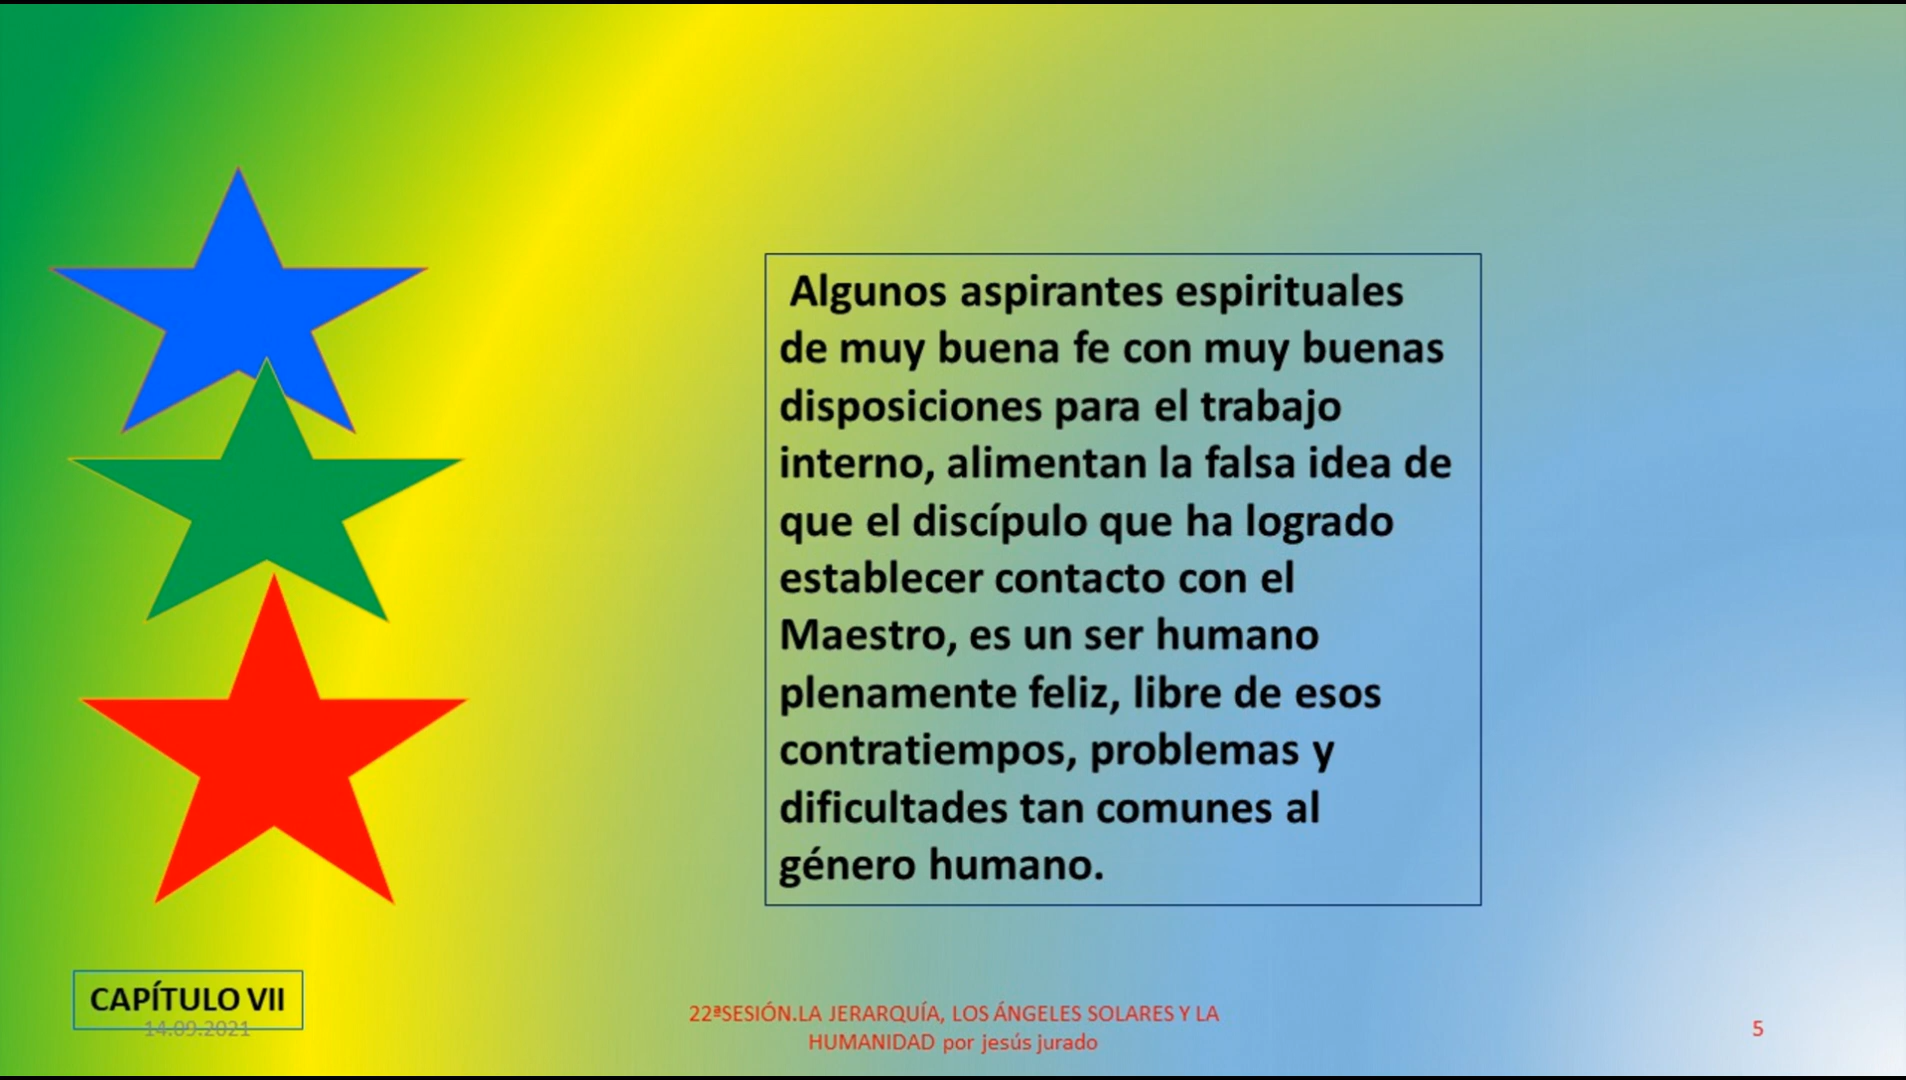 Algunos aspirantes espirituales
de muy buena fe con muy buenas
disposiciones para el trabajo
interno, alimentan la falsa idea de
que el discípulo que ha logrado
establecer contacto con el
Maestro, es un ser humano
plenamente feliz, libre de esos
contratiempos, problemas y
dificultades tan comunes al
género humano.
CAPÍTULO VII
14.09.2021
22ªSESIÓN.LA JERARQUÍA, LOS ÁNGELES SOLARES Y LA
HUMANIDAD por jesús jurado
5